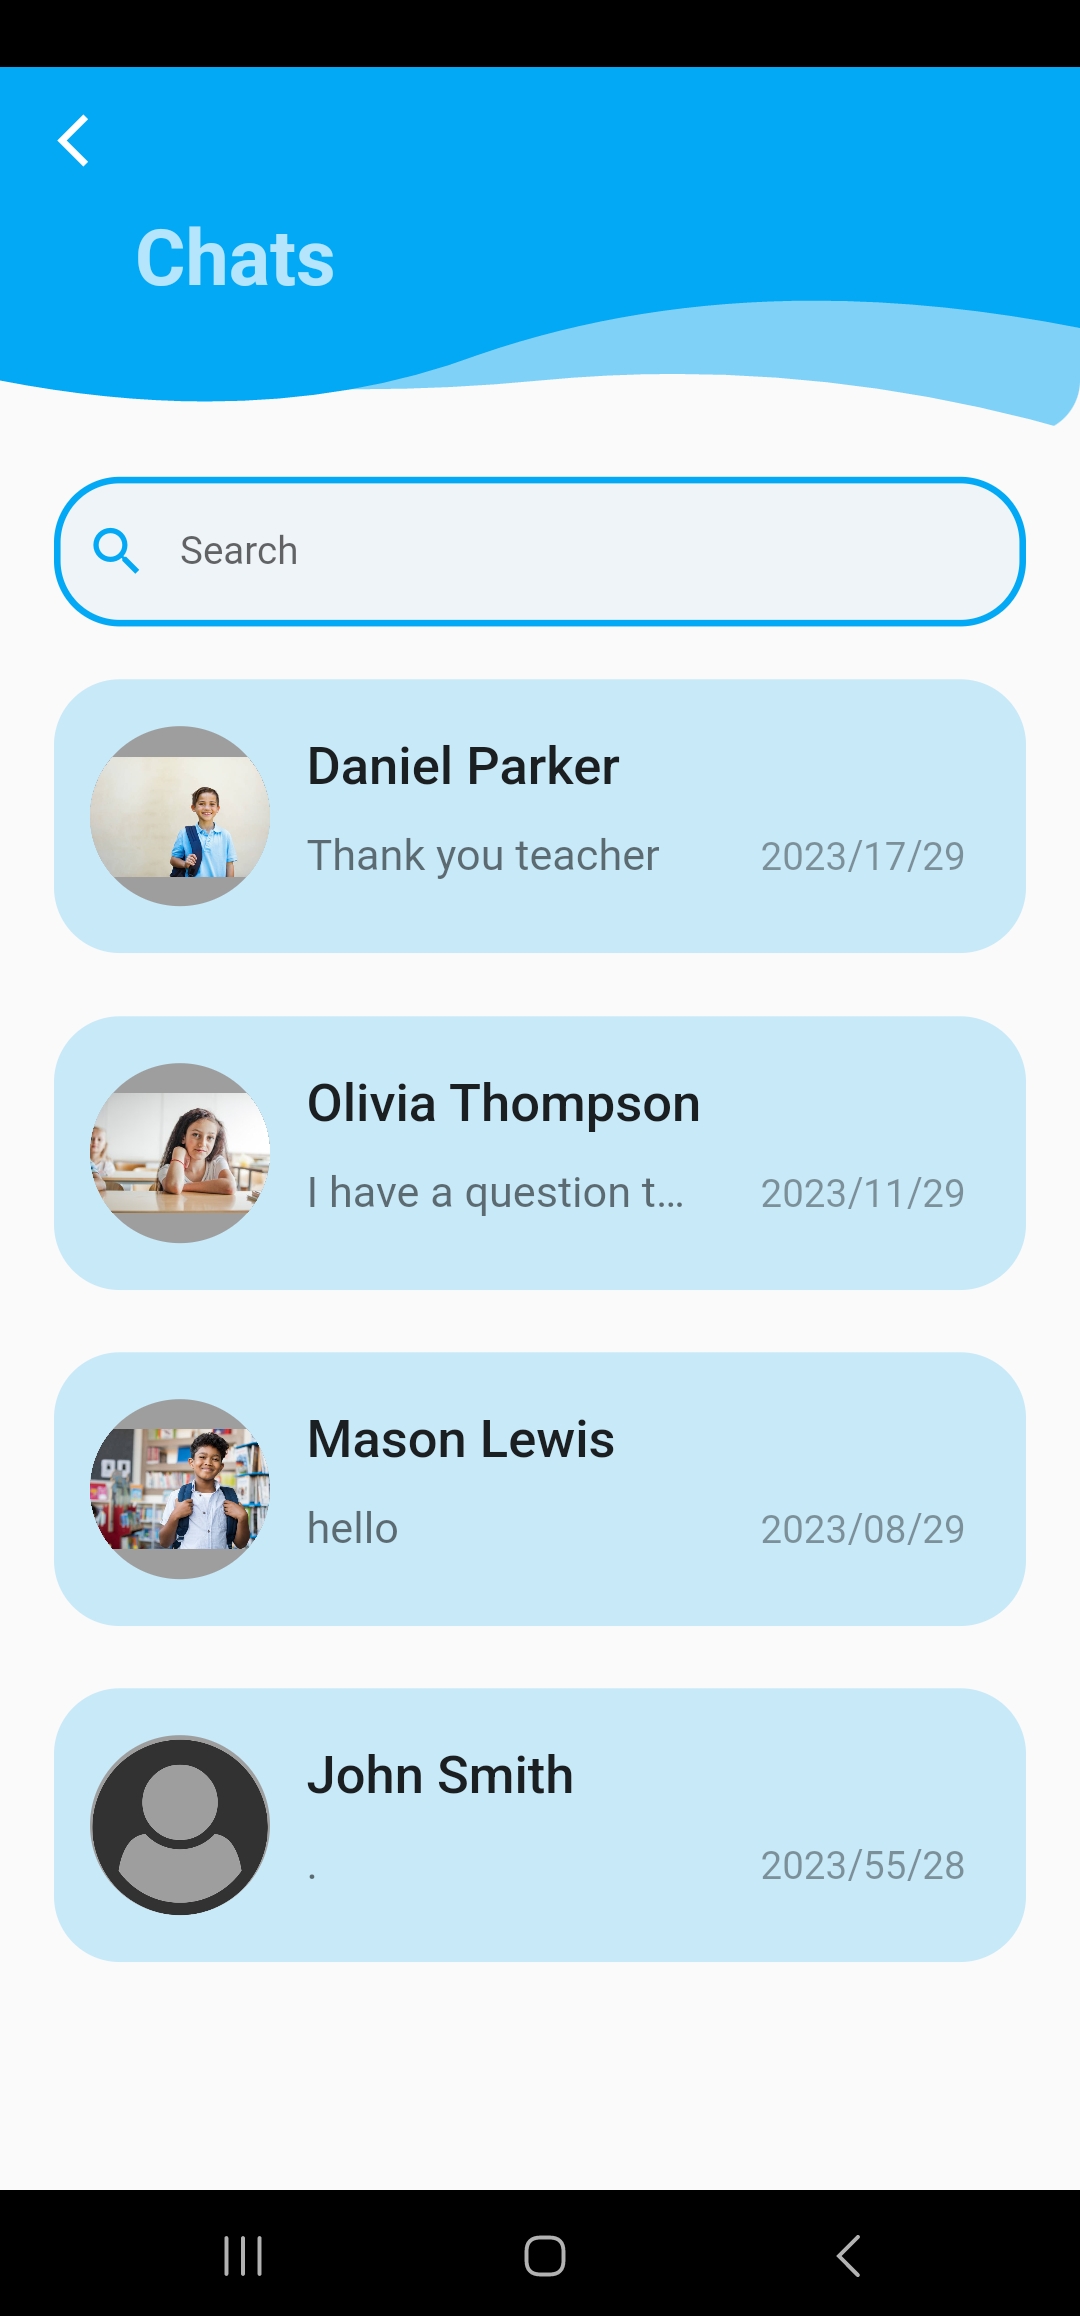 Chats
Search
Daniel Parker
Thank you teacher 2023/17/29
Olivia Thompson
I have a question t... 2023/11/29
Mason Lewis
hello 2023/08/29
John Smith
. 2023/55/28